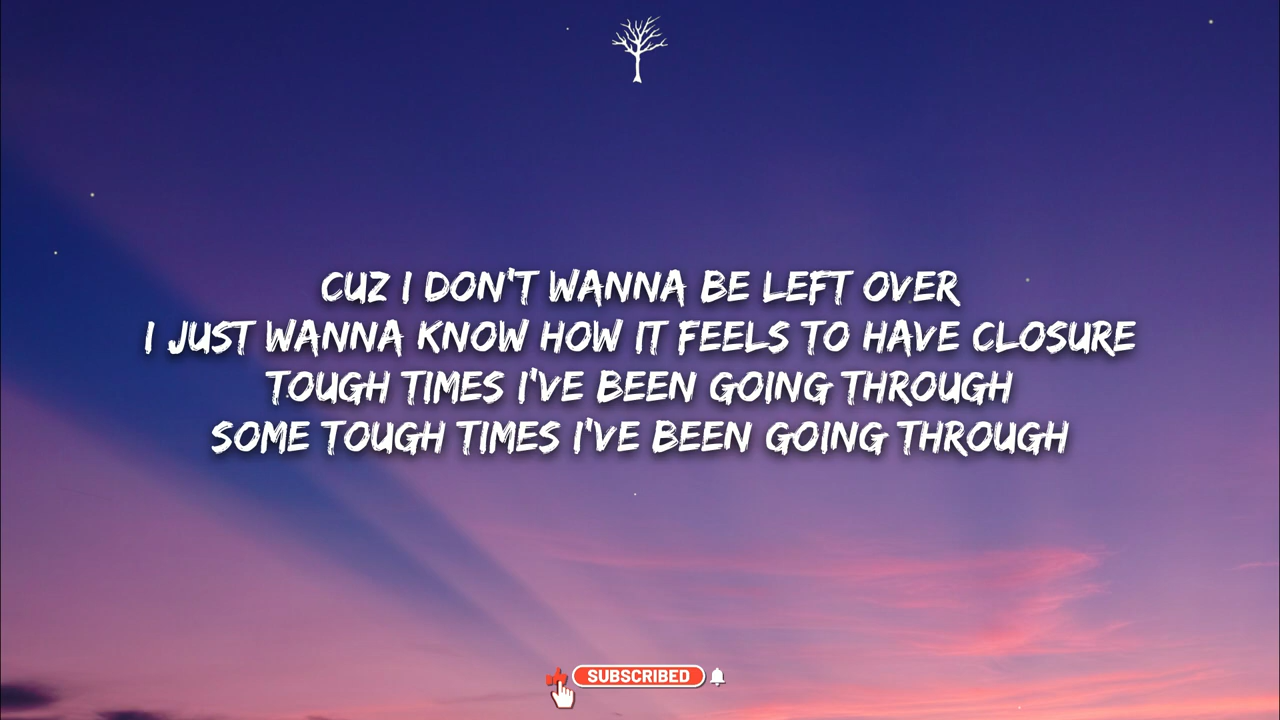 CUZ I DON'T WANNA BE LEFT OVER
I JUST WANNA KNOW HOW IT FEELS TO HAVE CLOSURE
TOUGH TIMES I'VE BEEN GOING THROUGH
SOME TOUGH TIMES I'VE BEEN GOING THROUGH
SUBSCRIBED